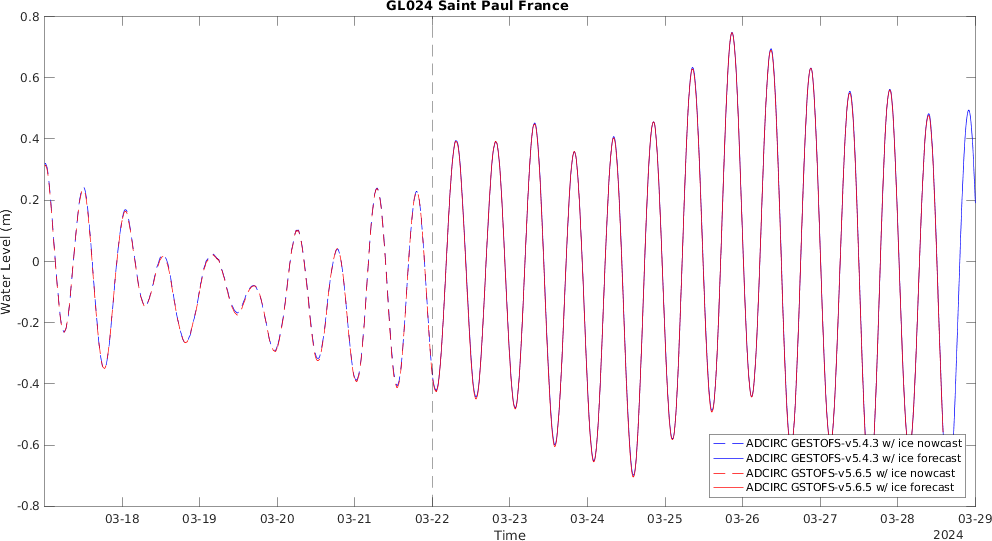 GL024 Saint Paul France
0.8
0.6
0.4
0.2
0
-0.2
-0.4
-0.6
-0.8
Water Level (m)
ADCIRC GESTOFS-v5.4.3 w/ ice nowcast
ADCIRC GESTOFS-v5.4.3 w/ ice forecast
ADCIRC GSTOFS-v5.6.5 w/ ice nowcast
ADCIRC GSTOFS-v5.6.5 w/ ice forecast
03-18 03-19 03-20 03-21 03-22 03-23 03-24 03-25 03-26 03-27 03-28 03-29
Time
2024